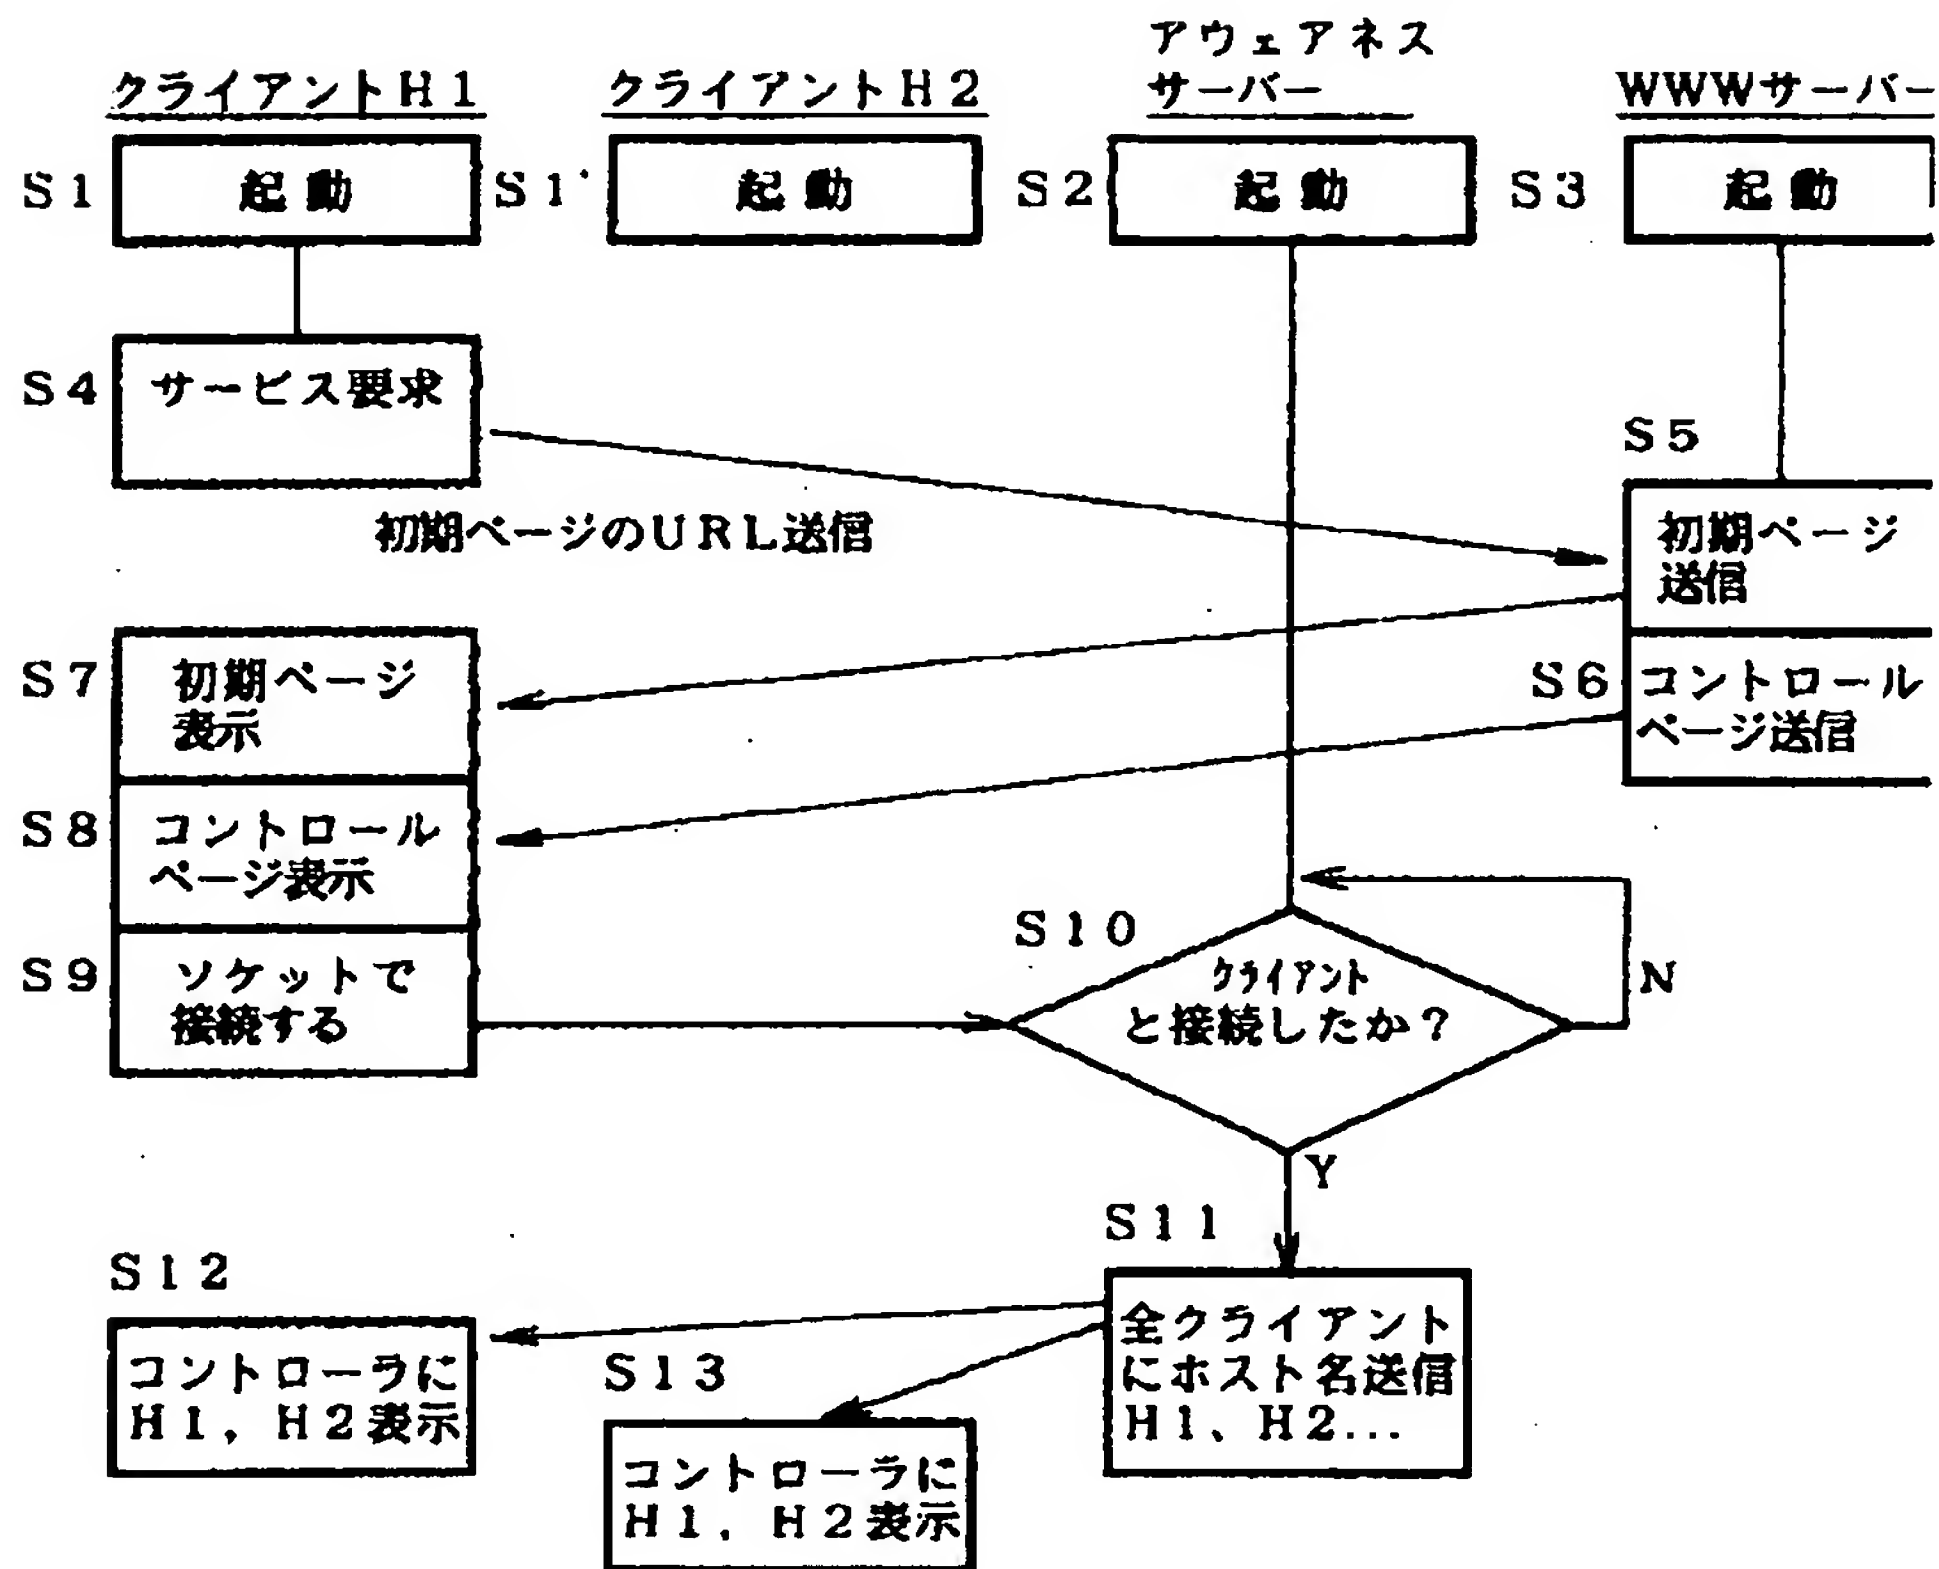 クライアントH1
クライアントH2
アウェアネス
サーバー
WWWサーバー
S1
起動
S1'
起動
S2
起動
S3
起動
S4
サービス要求
初期ページのURL送信
S5
初期ページ
送信
S6
コントロール
ページ送信
S7
初期ページ
表示
S8
コントロール
ページ表示
S9
ソケットで
接続する
S10
クライアント
と接続したか？
N
Y
S11
全クライアント
にホスト名送信
H1、H2...
S12
コントローラに
H1，H2表示
S13
コントローラに
H1，H2表示